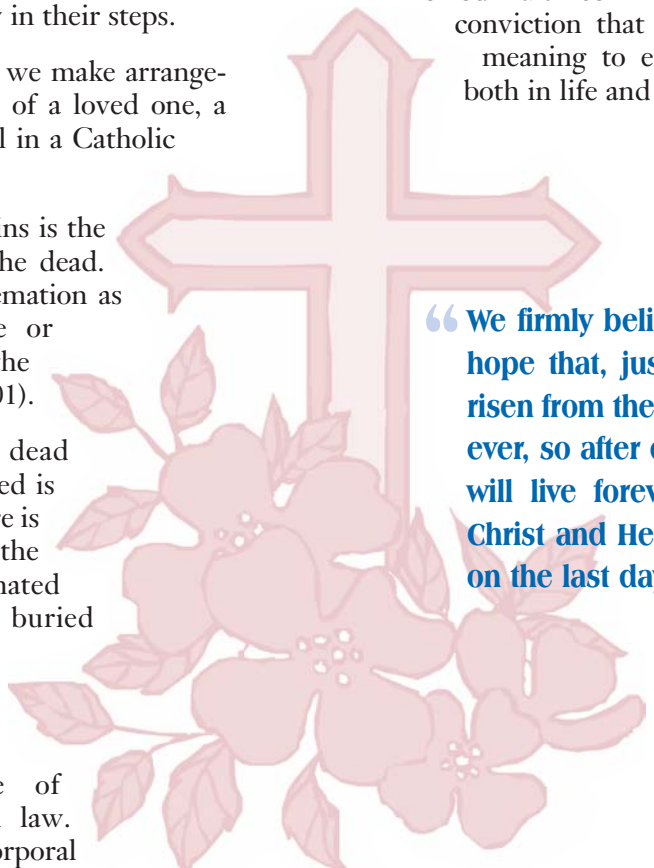 y in their steps.
we make arrange-
of a loved one, a
l in a Catholic
ins is the
he dead.
emation as
e or
he
01).
dead
ed is
re is
the
nated
buried
e of
law.
orporal
conviction that
meaning to e
both in life and
“ We firmly beli
hope that, jus
risen from the
ever, so after
will live forev
Christ and He
on the last day